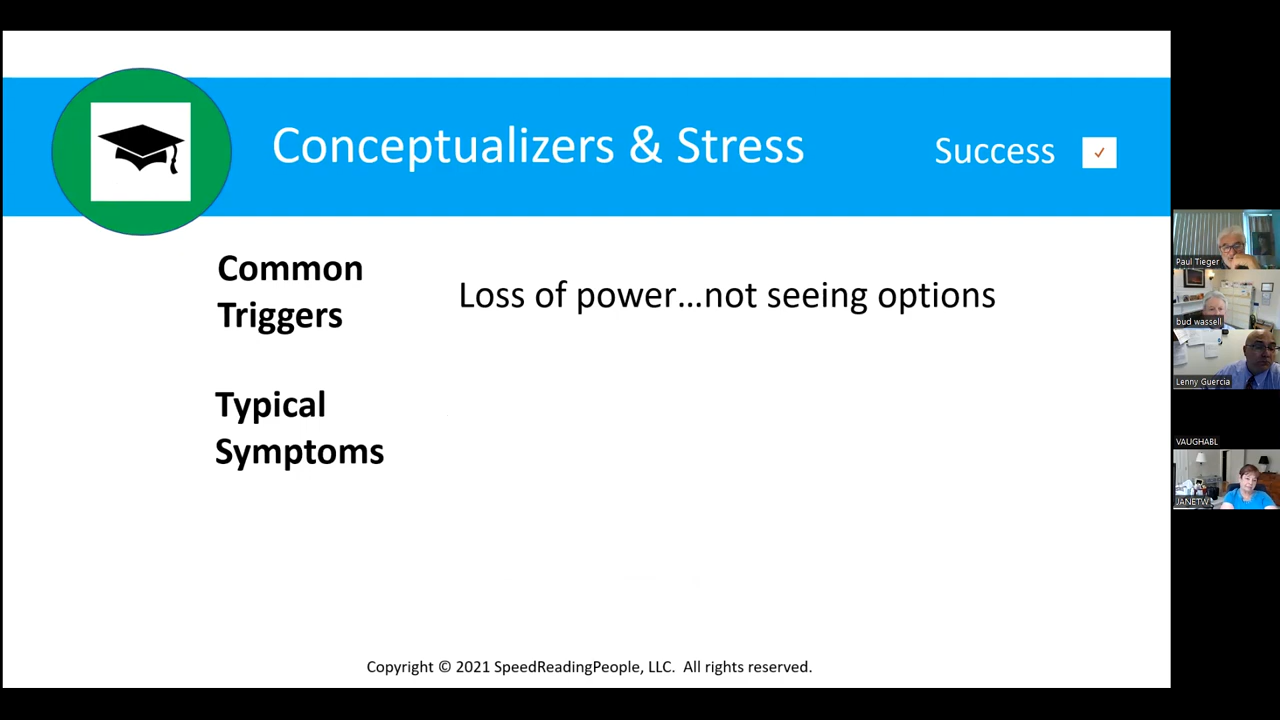 Conceptualizers & Stress
Success ✓
Common
Triggers
Loss of power...not seeing options
Typical
Symptoms
Copyright © 2021 SpeedReadingPeople, LLC. All rights reserved.
Paul Tieger
bud wassell
Lenny Guercia
VAUGHABL
JANETW